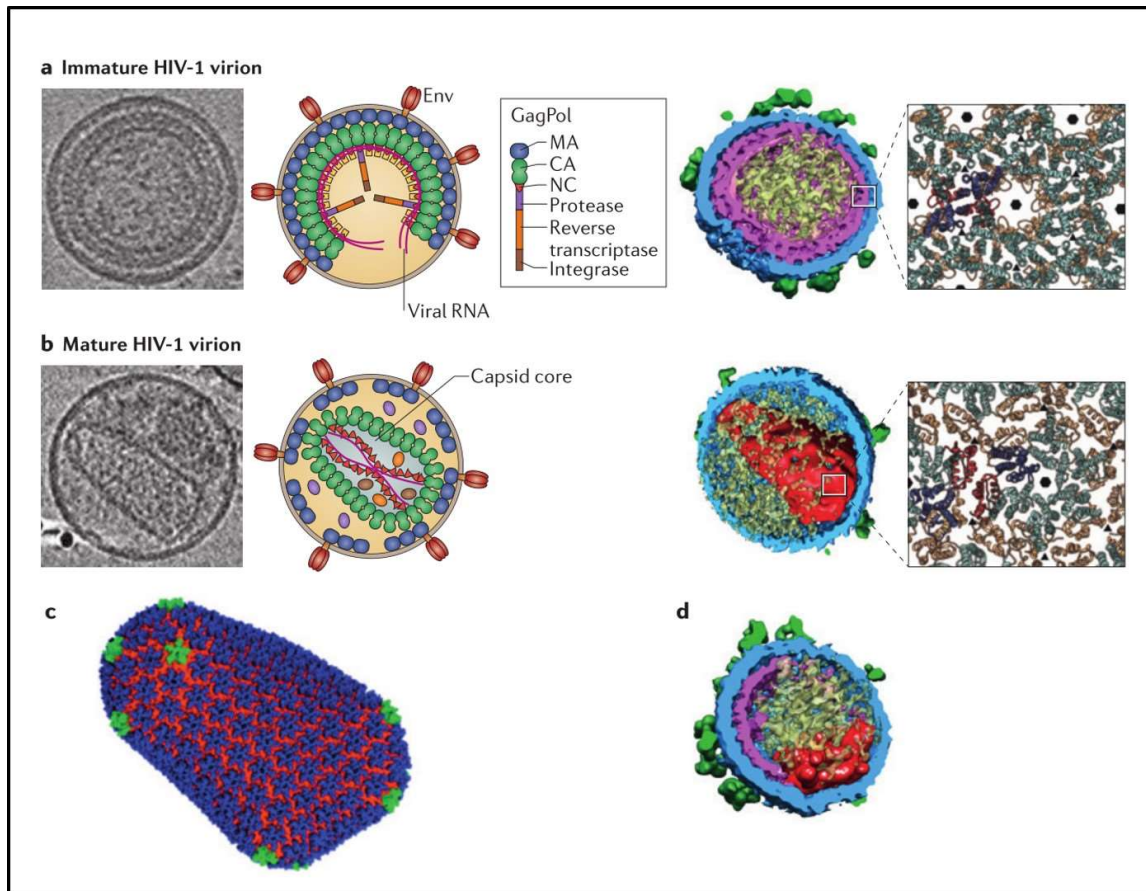 a Immature HIV-1 virion
Env
GagPol
MA
CA
NC
Protease
Reverse
transcriptase
Integrase
Viral RNA
b Mature HIV-1 virion
Capsid core
c
d